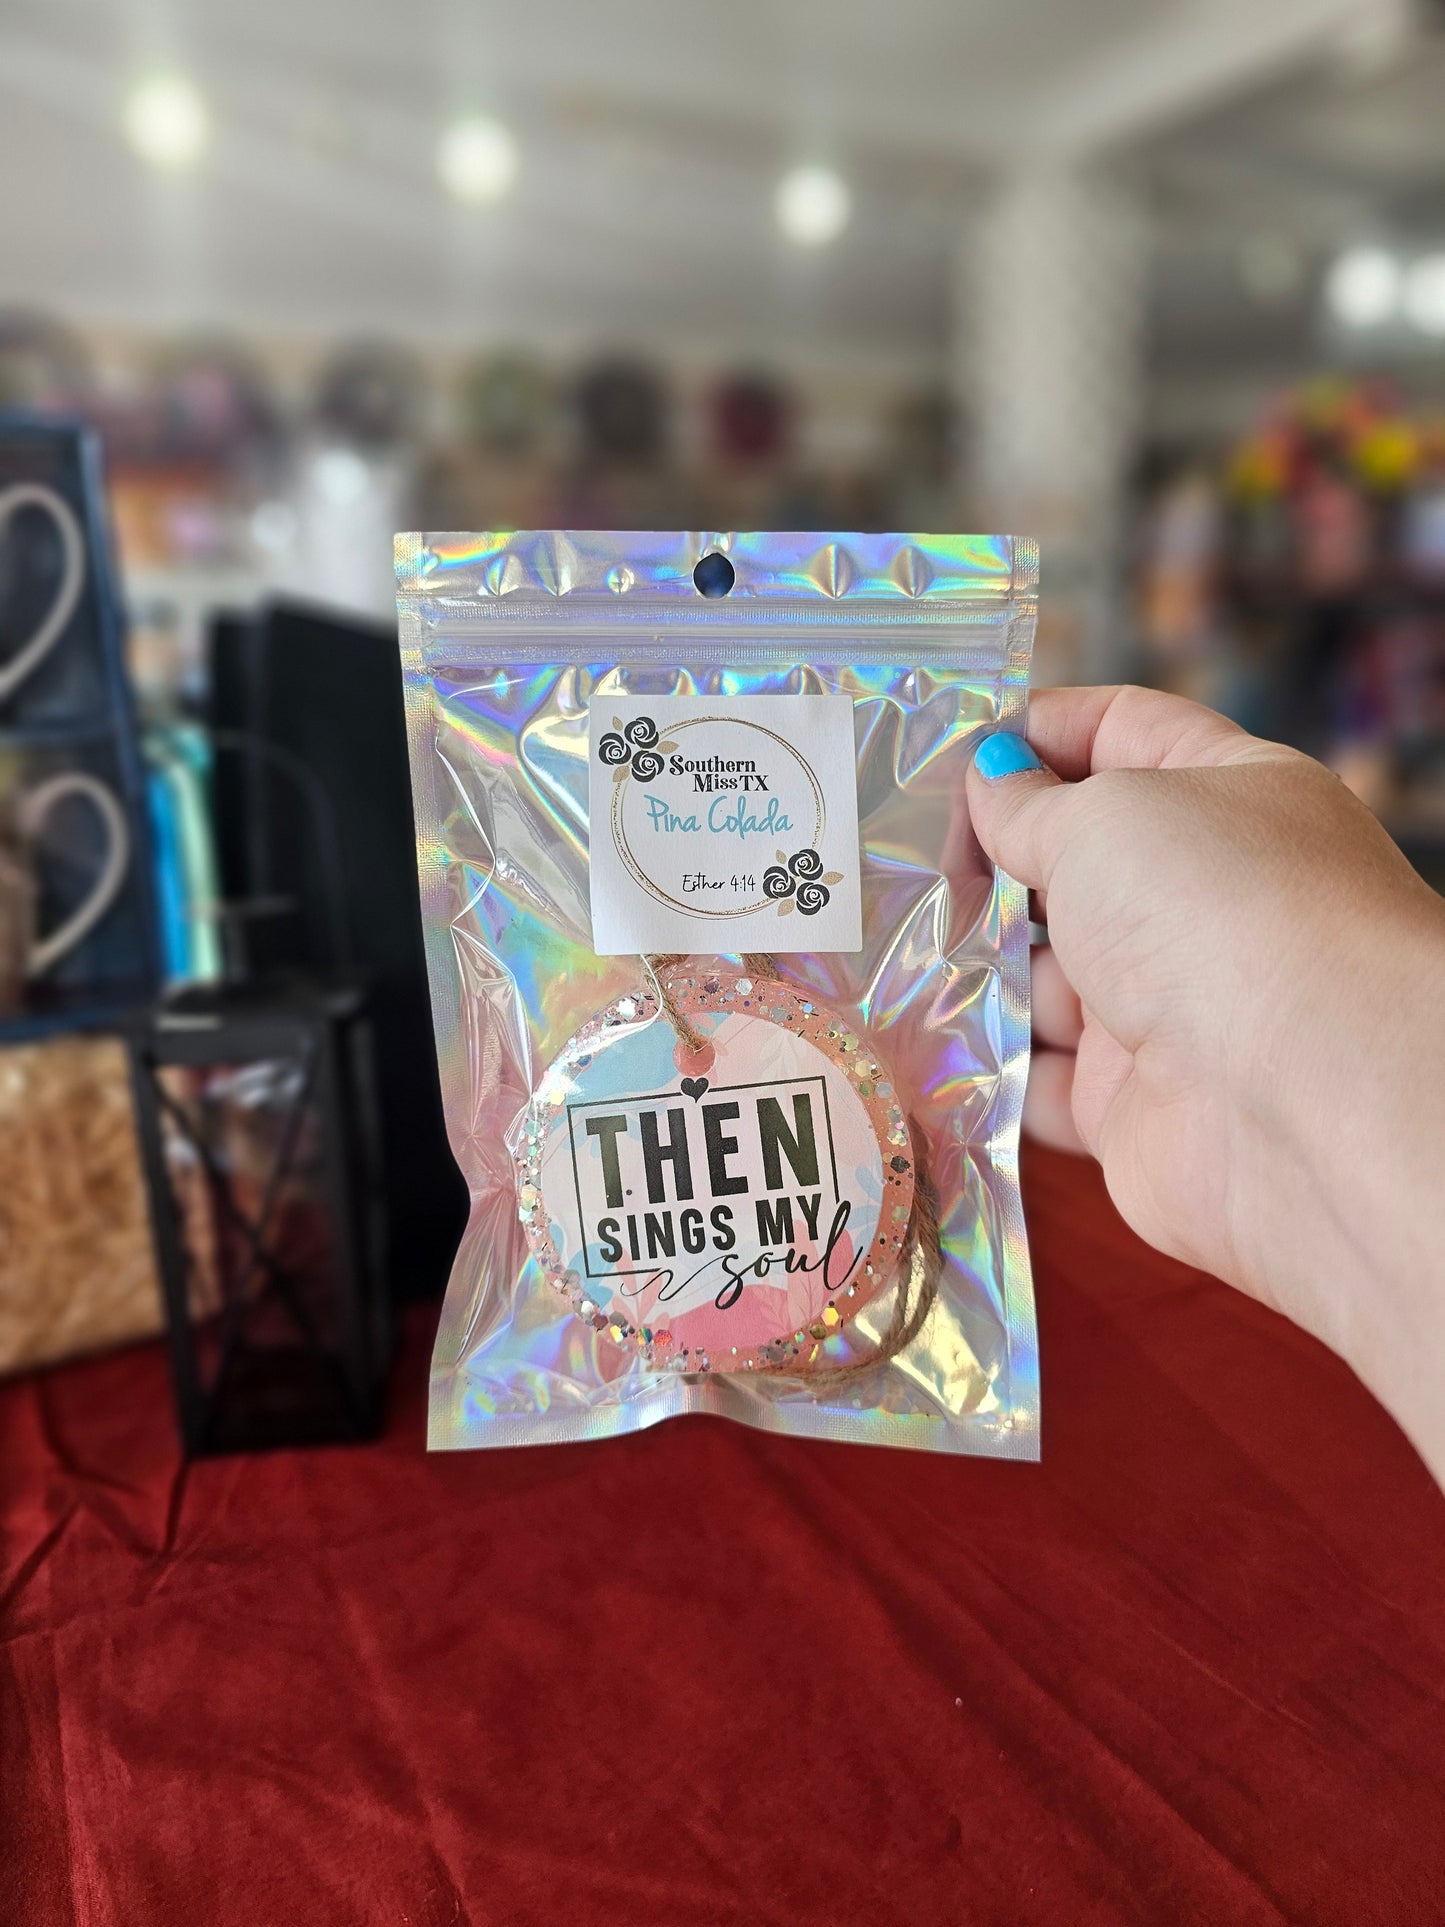 Southern
Miss TX
Pina Colada
Esther 4:14
THEN
SINGS MY
soul